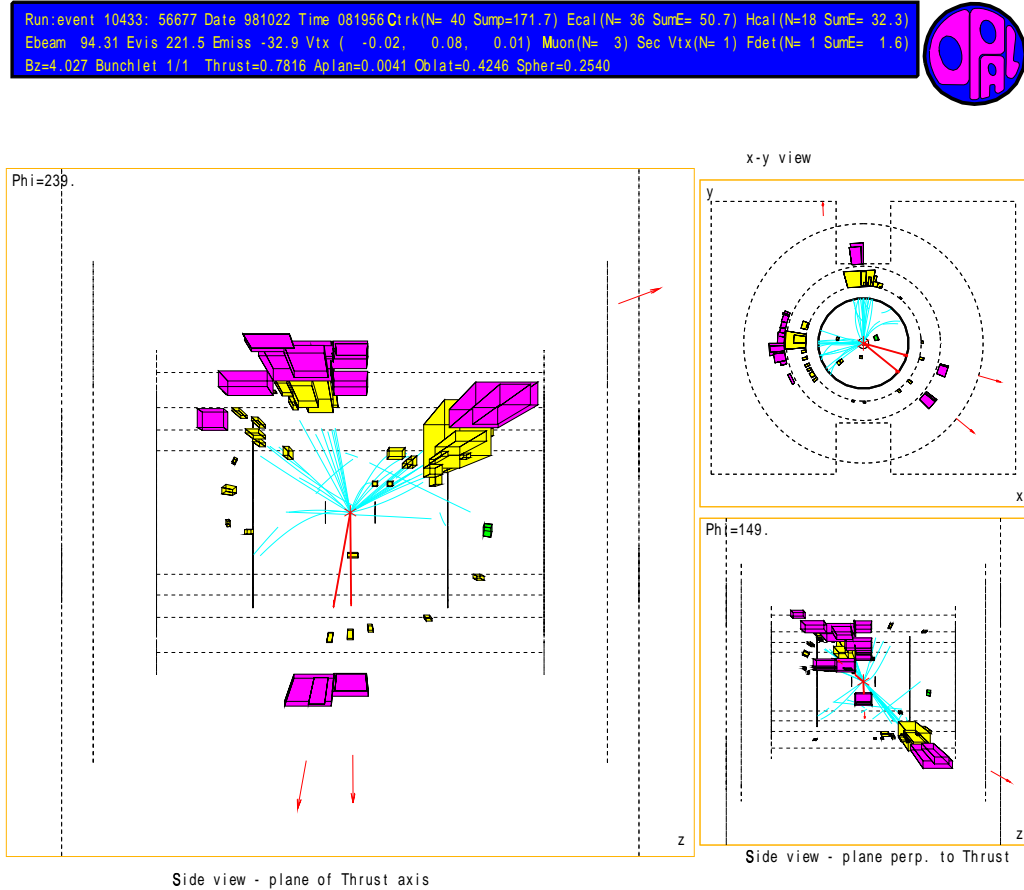 Run:event 10433: 56677 Date 981022 Time 081956 Ctrk(N= 40 Sump=171.7) Ecal(N= 36 SumE= 50.7) Hcal(N=18 SumE= 32.3)
Ebeam 94.31 Evis 221.5 Emiss -32.9 Vtx ( -0.02, 0.08, 0.01) Muon(N= 3) Sec Vtx(N= 1) Fdet(N= 1 SumE= 1.6)
Bz=4.027 Bunchlet 1/1 Thrust=0.7816 Aplan=0.0041 Oblat=0.4246 Spher=0.2540
OPAL
x-y view
Phi=239.
y
x
Phi=149.
z
z
Side view - plane perp. to Thrust
Side view - plane of Thrust axis